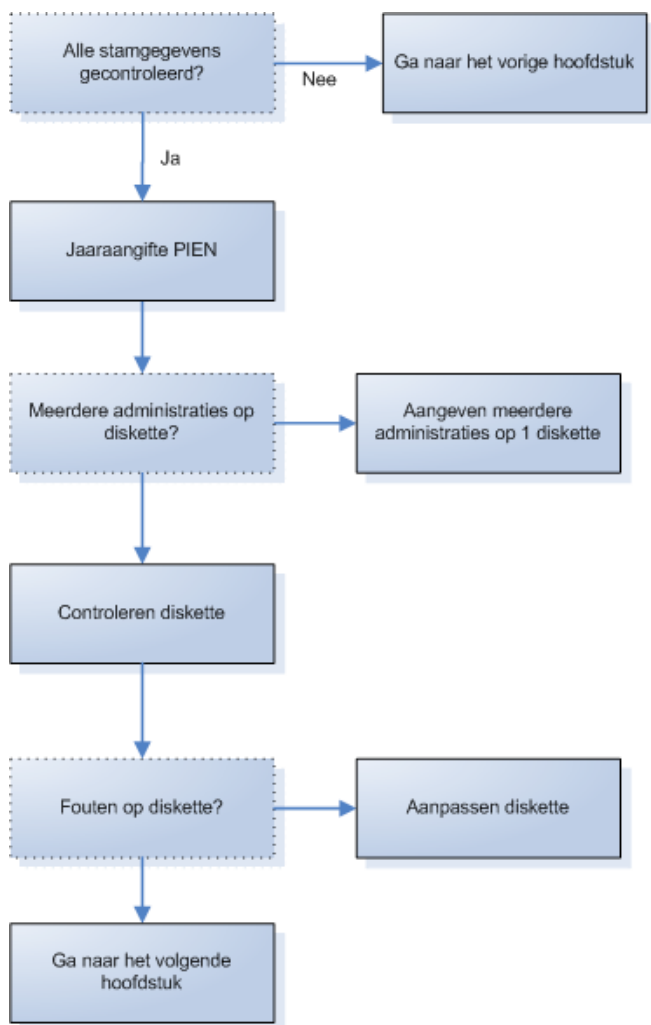 Alle stamgegevens
gecontroleerd?
Ga naar het vorige hoofdstuk
Nee
Ja
Jaaraangifte PIEN
Meerdere administraties op
diskette?
Aangeven meerdere
administraties op 1 diskette
Controleren diskette
Fouten op diskette?
Aanpassen diskette
Ga naar het volgende
hoofdstuk